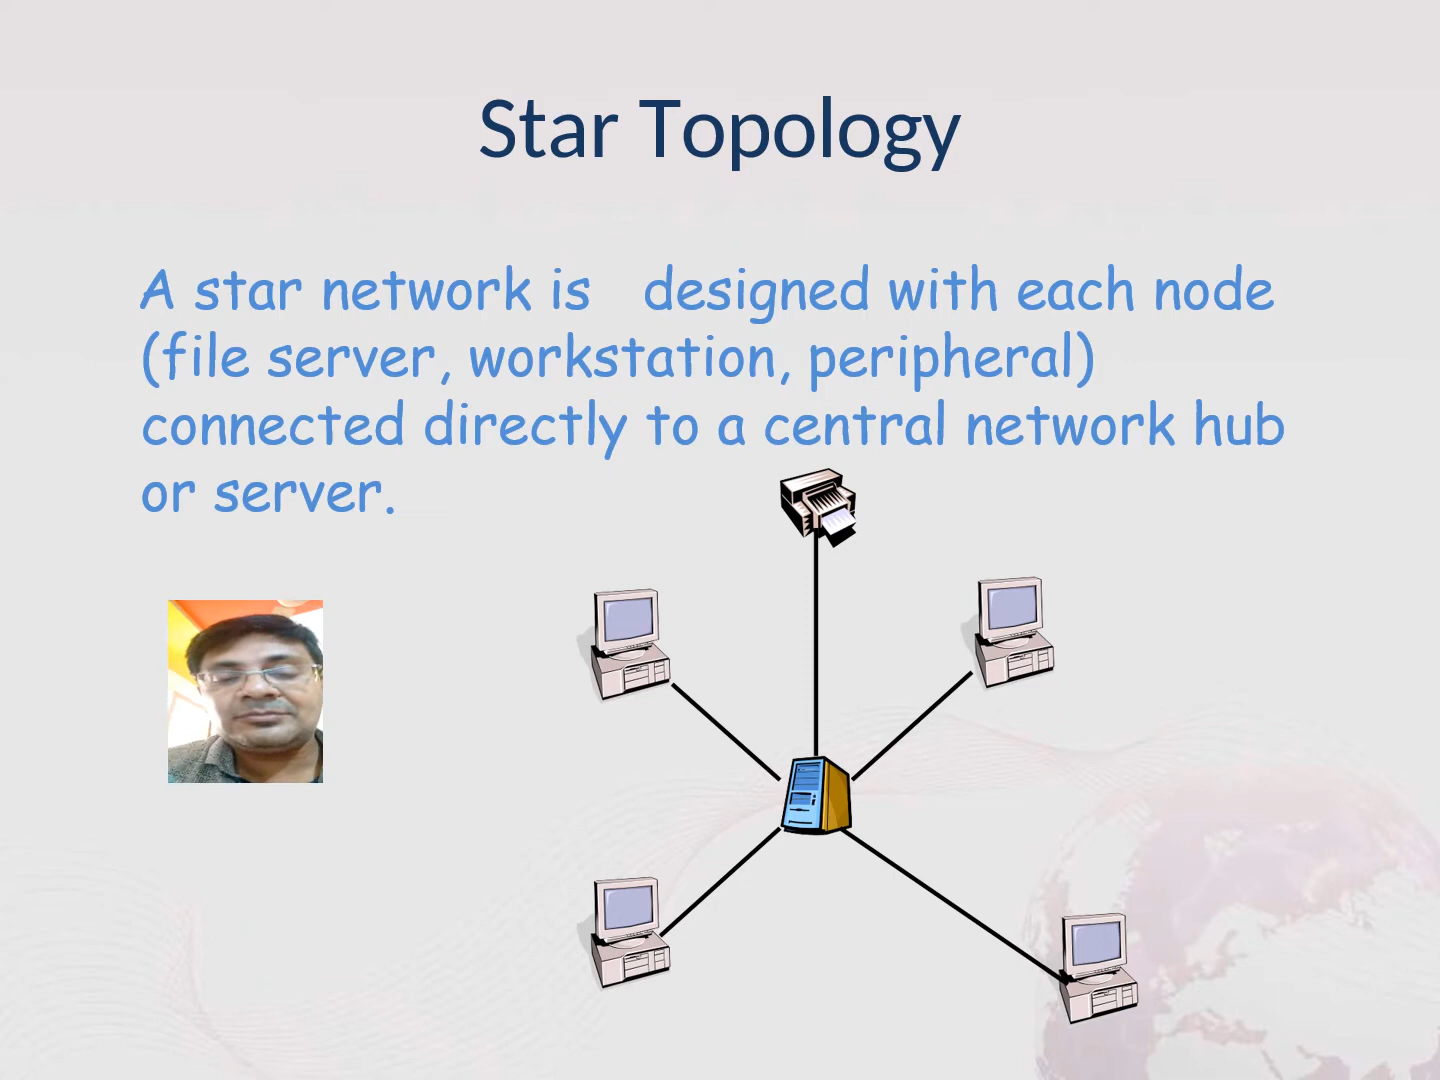 Star Topology
A star network is   designed with each node
(file server, workstation, peripheral)
connected directly to a central network hub
or server.